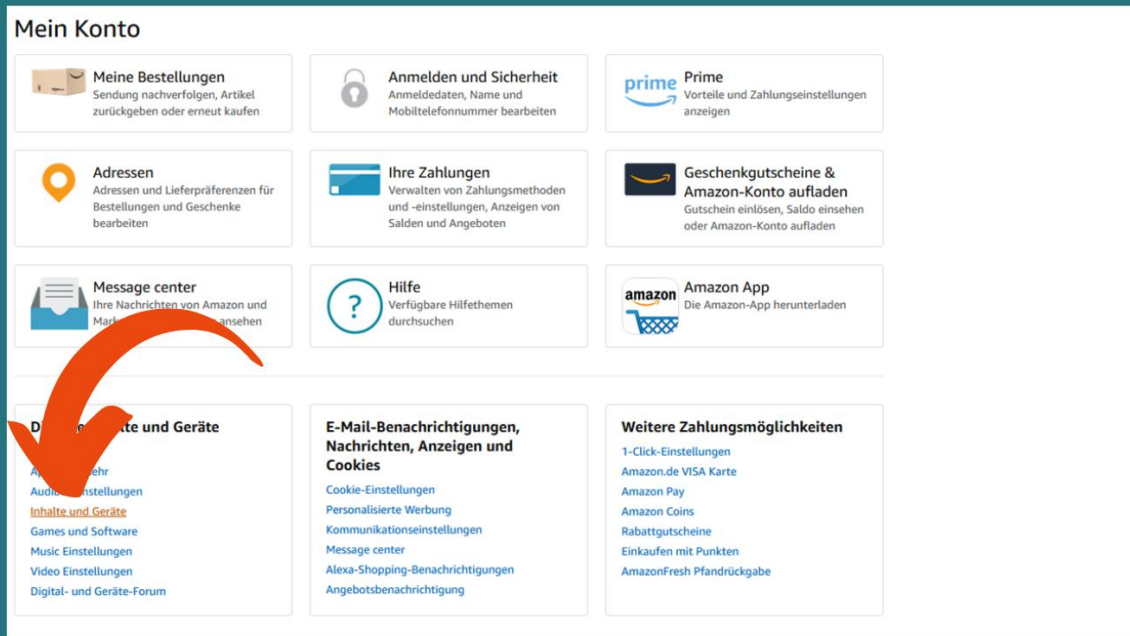 Mein Konto
Meine Bestellungen
Sendung nachverfolgen, Artikel
zurückgeben oder erneut kaufen
Anmelden und Sicherheit
Anmeldedaten, Name und
Mobiltelefonnummer bearbeiten
prime
Prime
Vorteile und Zahlungseinstellungen
anzeigen
Adressen
Adressen und Lieferpräferenzen für
Bestellungen und Geschenke
bearbeiten
Ihre Zahlungen
Verwalten von Zahlungsmethoden
und -einstellungen, Anzeigen von
Salden und Angeboten
Geschenkgutscheine &
Amazon-Konto aufladen
Gutschein einlösen, Saldo einsehen
oder Amazon-Konto aufladen
Message center
Ihre Nachrichten von Amazon und
ansehen
?
Hilfe
Verfügbare Hilfethemen
durchsuchen
amazon
Amazon App
Die Amazon-App herunterladen
und Geräte
Inhalte und Geräte
Games und Software
Music Einstellungen
Video Einstellungen
Digital- und Geräte-Forum
E-Mail-Benachrichtigungen,
Nachrichten, Anzeigen und
Cookies
Cookie-Einstellungen
Personalisierte Werbung
Kommunikationseinstellungen
Message center
Alexa-Shopping-Benachrichtigungen
Angebotsbenachrichtigung
Weitere Zahlungsmöglichkeiten
1-Click-Einstellungen
Amazon.de VISA Karte
Amazon Pay
Amazon Coins
Rabattgutscheine
Einkaufen mit Punkten
AmazonFresh Pfandrückgabe